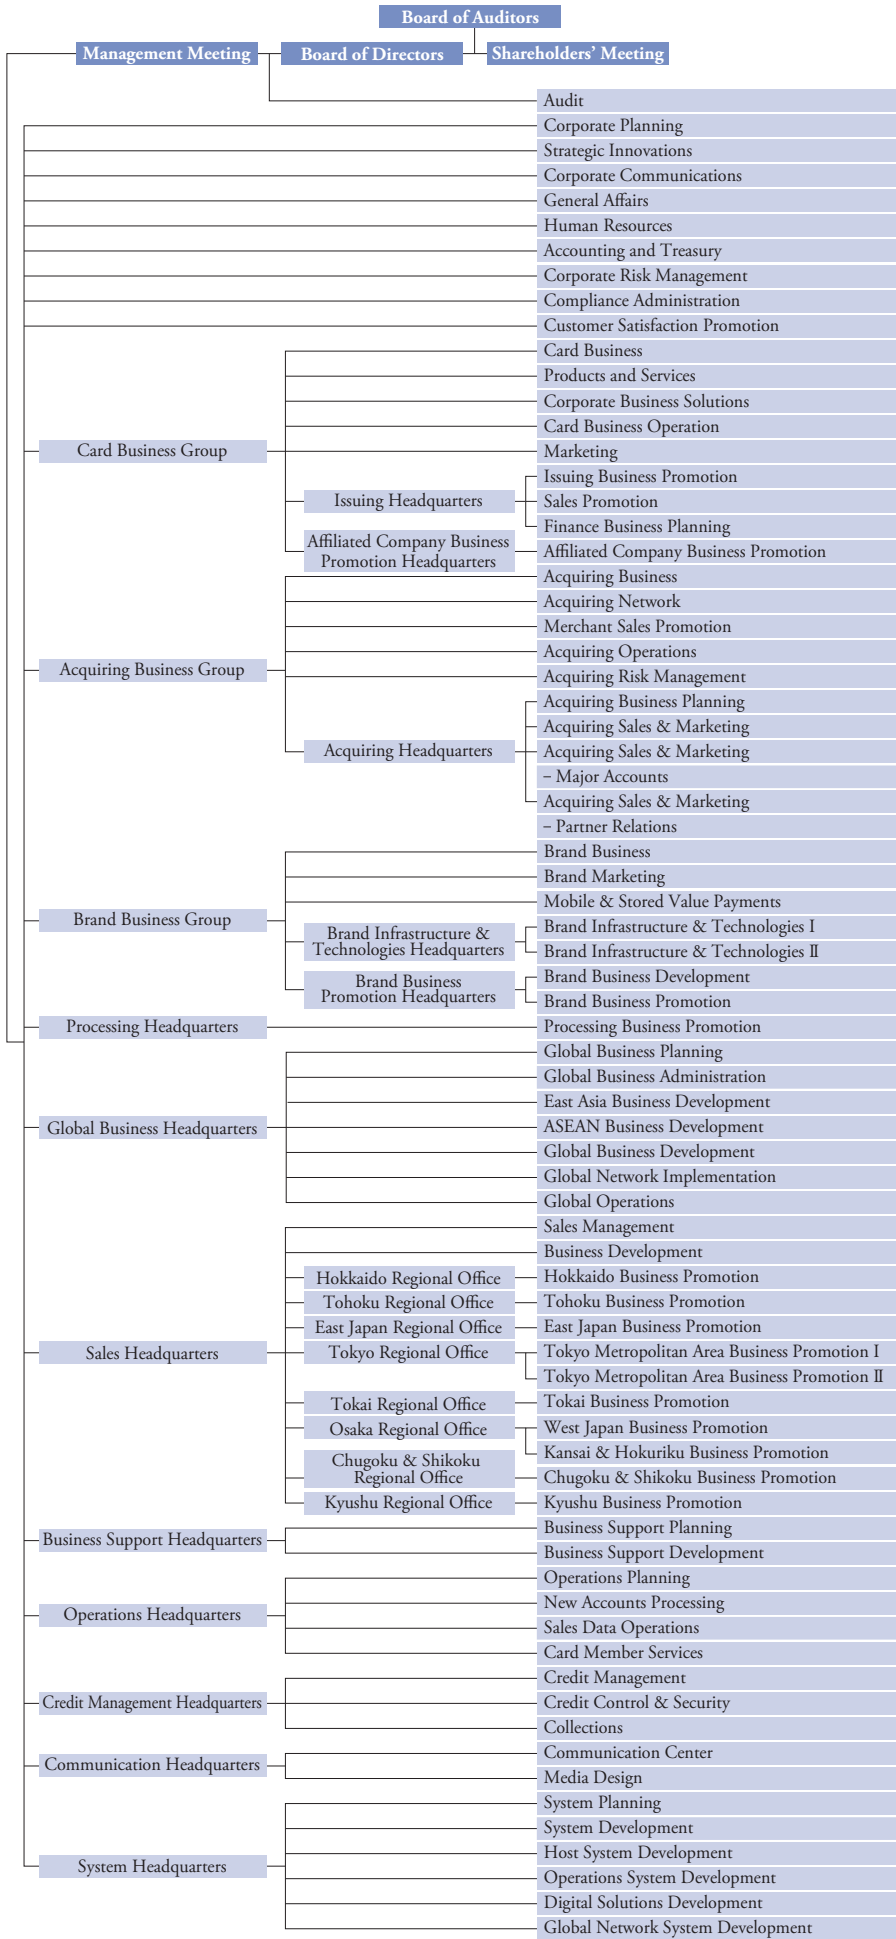 Board of Auditors
Management Meeting
Board of Directors
Shareholders’ Meeting
Audit
Corporate Planning
Strategic Innovations
Corporate Communications
General Affairs
Human Resources
Accounting and Treasury
Corporate Risk Management
Compliance Administration
Customer Satisfaction Promotion
Card Business Group
Card Business
Products and Services
Corporate Business Solutions
Card Business Operation
Marketing
Issuing Headquarters
Issuing Business Promotion
Sales Promotion
Finance Business Planning
Affiliated Company Business
Promotion Headquarters
Affiliated Company Business Promotion
Acquiring Business Group
Acquiring Business
Acquiring Network
Merchant Sales Promotion
Acquiring Operations
Acquiring Risk Management
Acquiring Headquarters
Acquiring Business Planning
Acquiring Sales & Marketing
Acquiring Sales & Marketing
– Major Accounts
Acquiring Sales & Marketing
– Partner Relations
Brand Business Group
Brand Business
Brand Marketing
Mobile & Stored Value Payments
Brand Infrastructure &
Technologies Headquarters
Brand Infrastructure & Technologies I
Brand Infrastructure & Technologies II
Brand Business
Promotion Headquarters
Brand Business Development
Brand Business Promotion
Processing Headquarters
Processing Business Promotion
Global Business Headquarters
Global Business Planning
Global Business Administration
East Asia Business Development
ASEAN Business Development
Global Business Development
Global Network Implementation
Global Operations
Sales Headquarters
Sales Management
Business Development
Hokkaido Regional Office
Hokkaido Business Promotion
Tohoku Regional Office
Tohoku Business Promotion
East Japan Regional Office
East Japan Business Promotion
Tokyo Regional Office
Tokyo Metropolitan Area Business Promotion I
Tokyo Metropolitan Area Business Promotion II
Tokai Regional Office
Tokai Business Promotion
Osaka Regional Office
West Japan Business Promotion
Kansai & Hokuriku Business Promotion
Chugoku & Shikoku
Regional Office
Chugoku & Shikoku Business Promotion
Kyushu Regional Office
Kyushu Business Promotion
Business Support Headquarters
Business Support Planning
Business Support Development
Operations Headquarters
Operations Planning
New Accounts Processing
Sales Data Operations
Card Member Services
Credit Management Headquarters
Credit Management
Credit Control & Security
Collections
Communication Headquarters
Communication Center
Media Design
System Headquarters
System Planning
System Development
Host System Development
Operations System Development
Digital Solutions Development
Global Network System Development